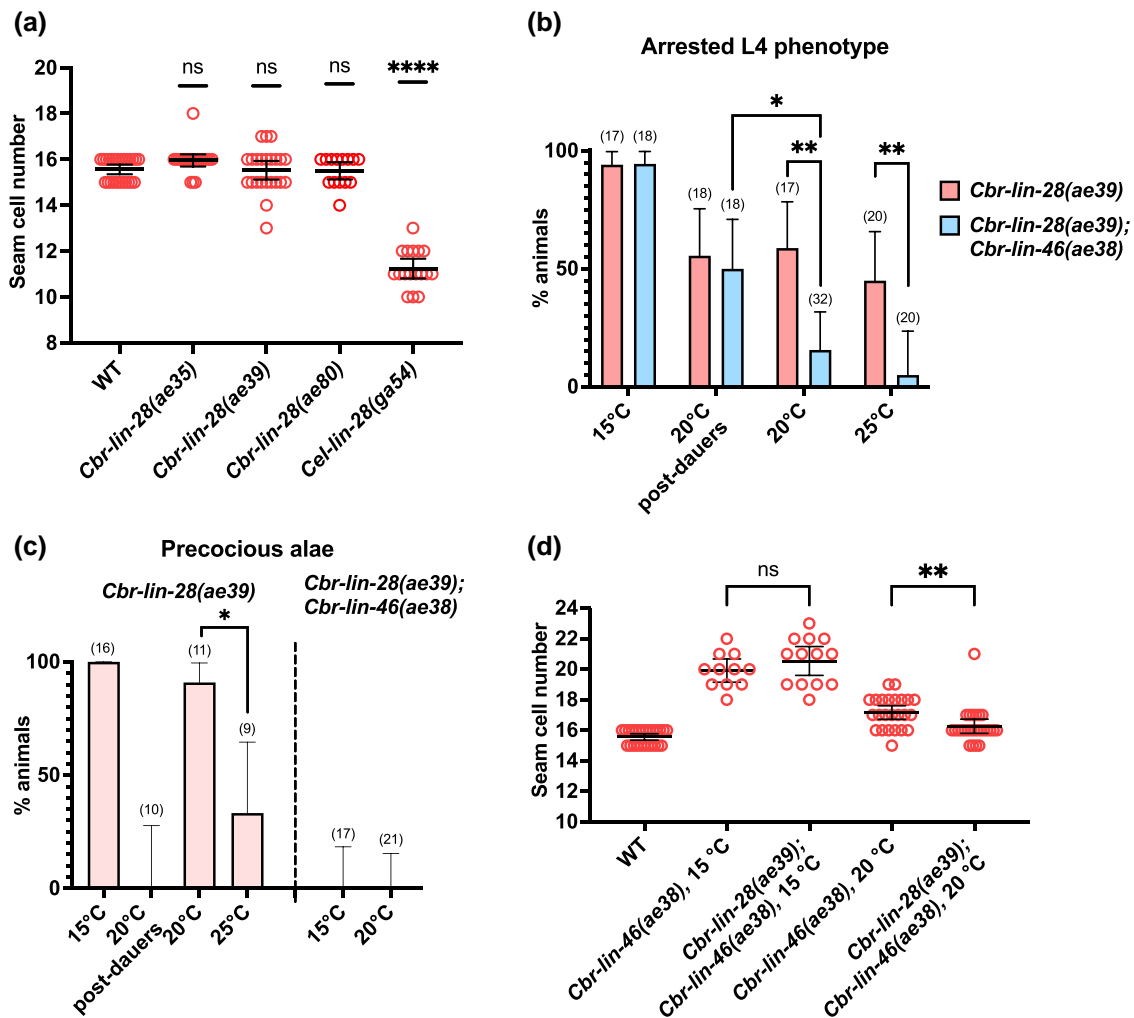 (a)
20
18
16
14
12
10
8
Seam cell number
ns
ns
ns
****
WT
Cbr-lin-28(ae35)
Cbr-lin-28(ae39)
Cbr-lin-28(ae80)
Cel-lin-28(ga54)
(b)
Arrested L4 phenotype
100
50
0
% animals
(17)
(18)
(18)
(18)
(17)
(32)
(20)
(20)
*
**
**
15°C
20°C
post-dauers
20°C
25°C
Cbr-lin-28(ae39)
Cbr-lin-28(ae39);
Cbr-lin-46(ae38)
(c)
Precocious alae
Cbr-lin-28(ae39)
Cbr-lin-28(ae39);
Cbr-lin-46(ae38)
100
50
0
% animals
(16)
(10)
(11)
(9)
(17)
(21)
*
15°C
20°C
post-dauers
20°C
25°C
15°C
20°C
(d)
24
22
20
18
16
14
12
10
Seam cell number
ns
**
WT
Cbr-lin-46(ae38), 15 °C
Cbr-lin-28(ae39);
Cbr-lin-46(ae38), 15 °C
Cbr-lin-46(ae38), 20 °C
Cbr-lin-28(ae39);
Cbr-lin-46(ae38), 20 °C